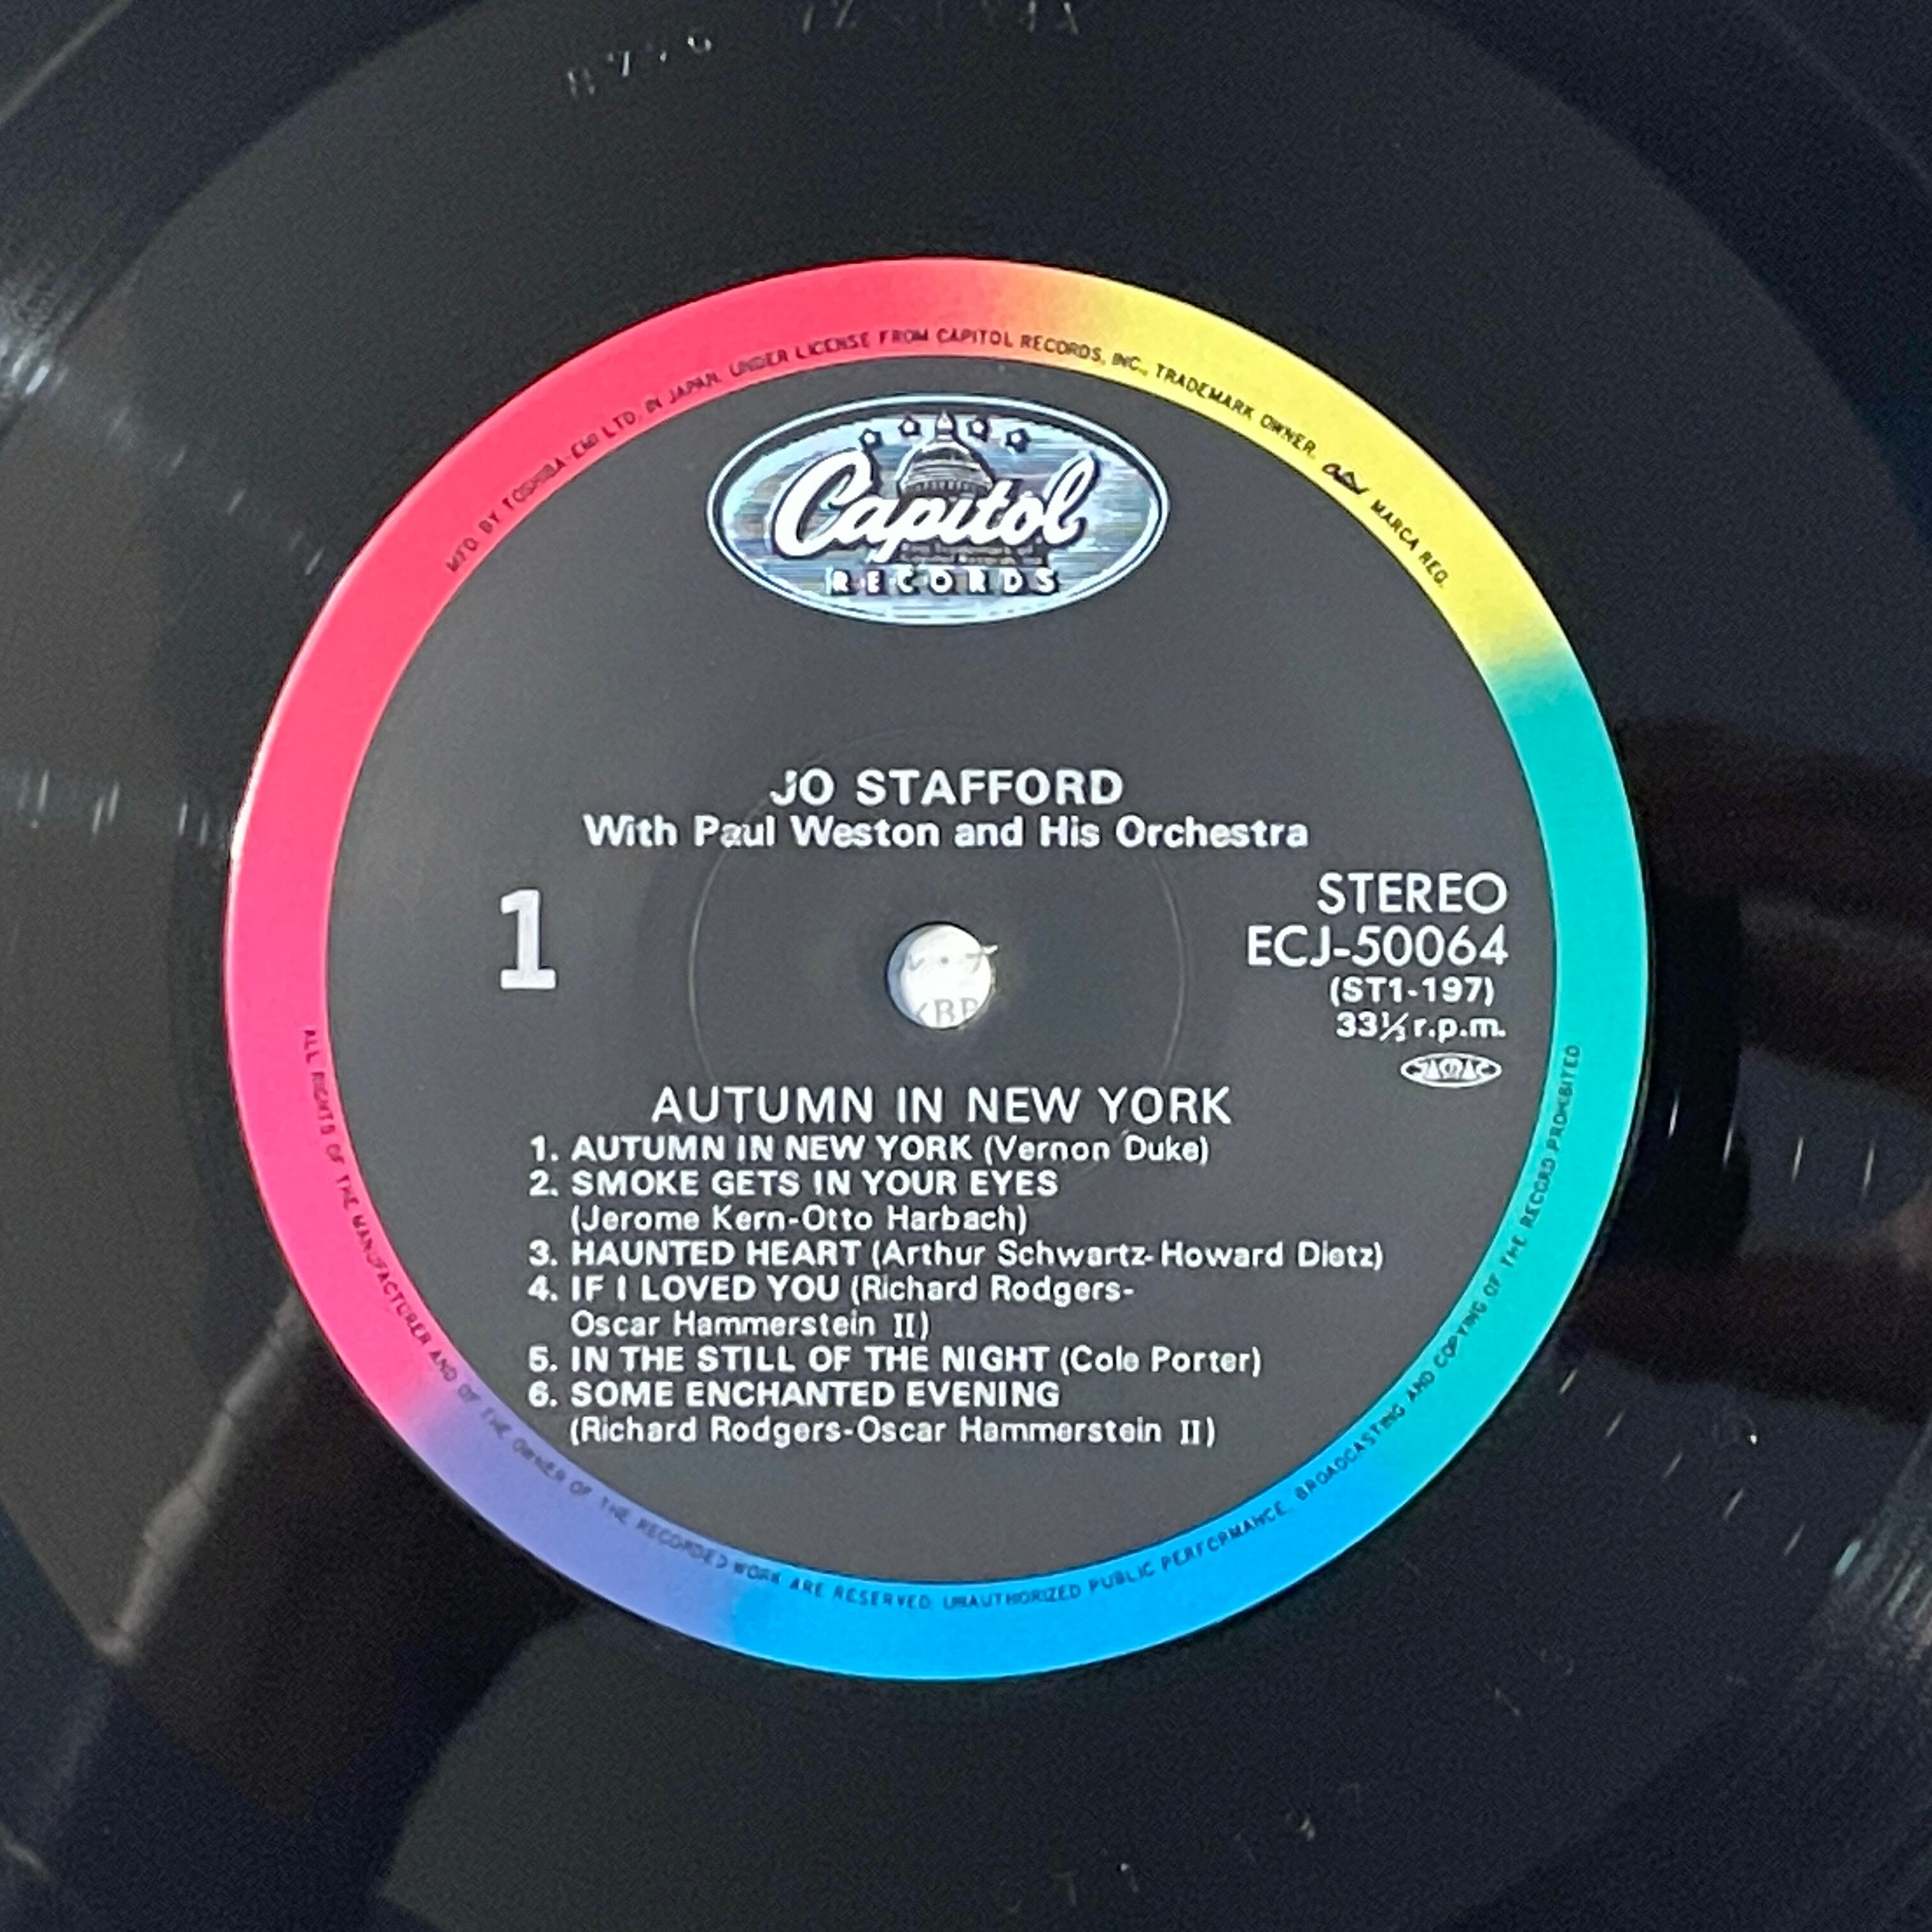 MFD. BY TOSHIBA-EMI LTD. IN JAPAN. UNDER LICENSE FROM CAPITOL RECORDS, INC., TRADEMARK OWNER. MARCA REG.
Capitol
RECORDS
JO STAFFORD
With Paul Weston and His Orchestra
1
STEREO
ECJ-50064
(ST1-197)
33⅓ r.p.m.
AUTUMN IN NEW YORK
1. AUTUMN IN NEW YORK (Vernon Duke)
2. SMOKE GETS IN YOUR EYES
(Jerome Kern-Otto Harbach)
3. HAUNTED HEART (Arthur Schwartz-Howard Dietz)
4. IF I LOVED YOU (Richard Rodgers-
Oscar Hammerstein II)
5. IN THE STILL OF THE NIGHT (Cole Porter)
6. SOME ENCHANTED EVENING
(Richard Rodgers-Oscar Hammerstein II)
ALL RIGHTS OF THE MANUFACTURER AND OF THE OWNER OF THE RECORDED WORK ARE RESERVED. UNAUTHORIZED PUBLIC PERFORMANCE, BROADCASTING AND COPYING OF THE RECORD PROHIBITED